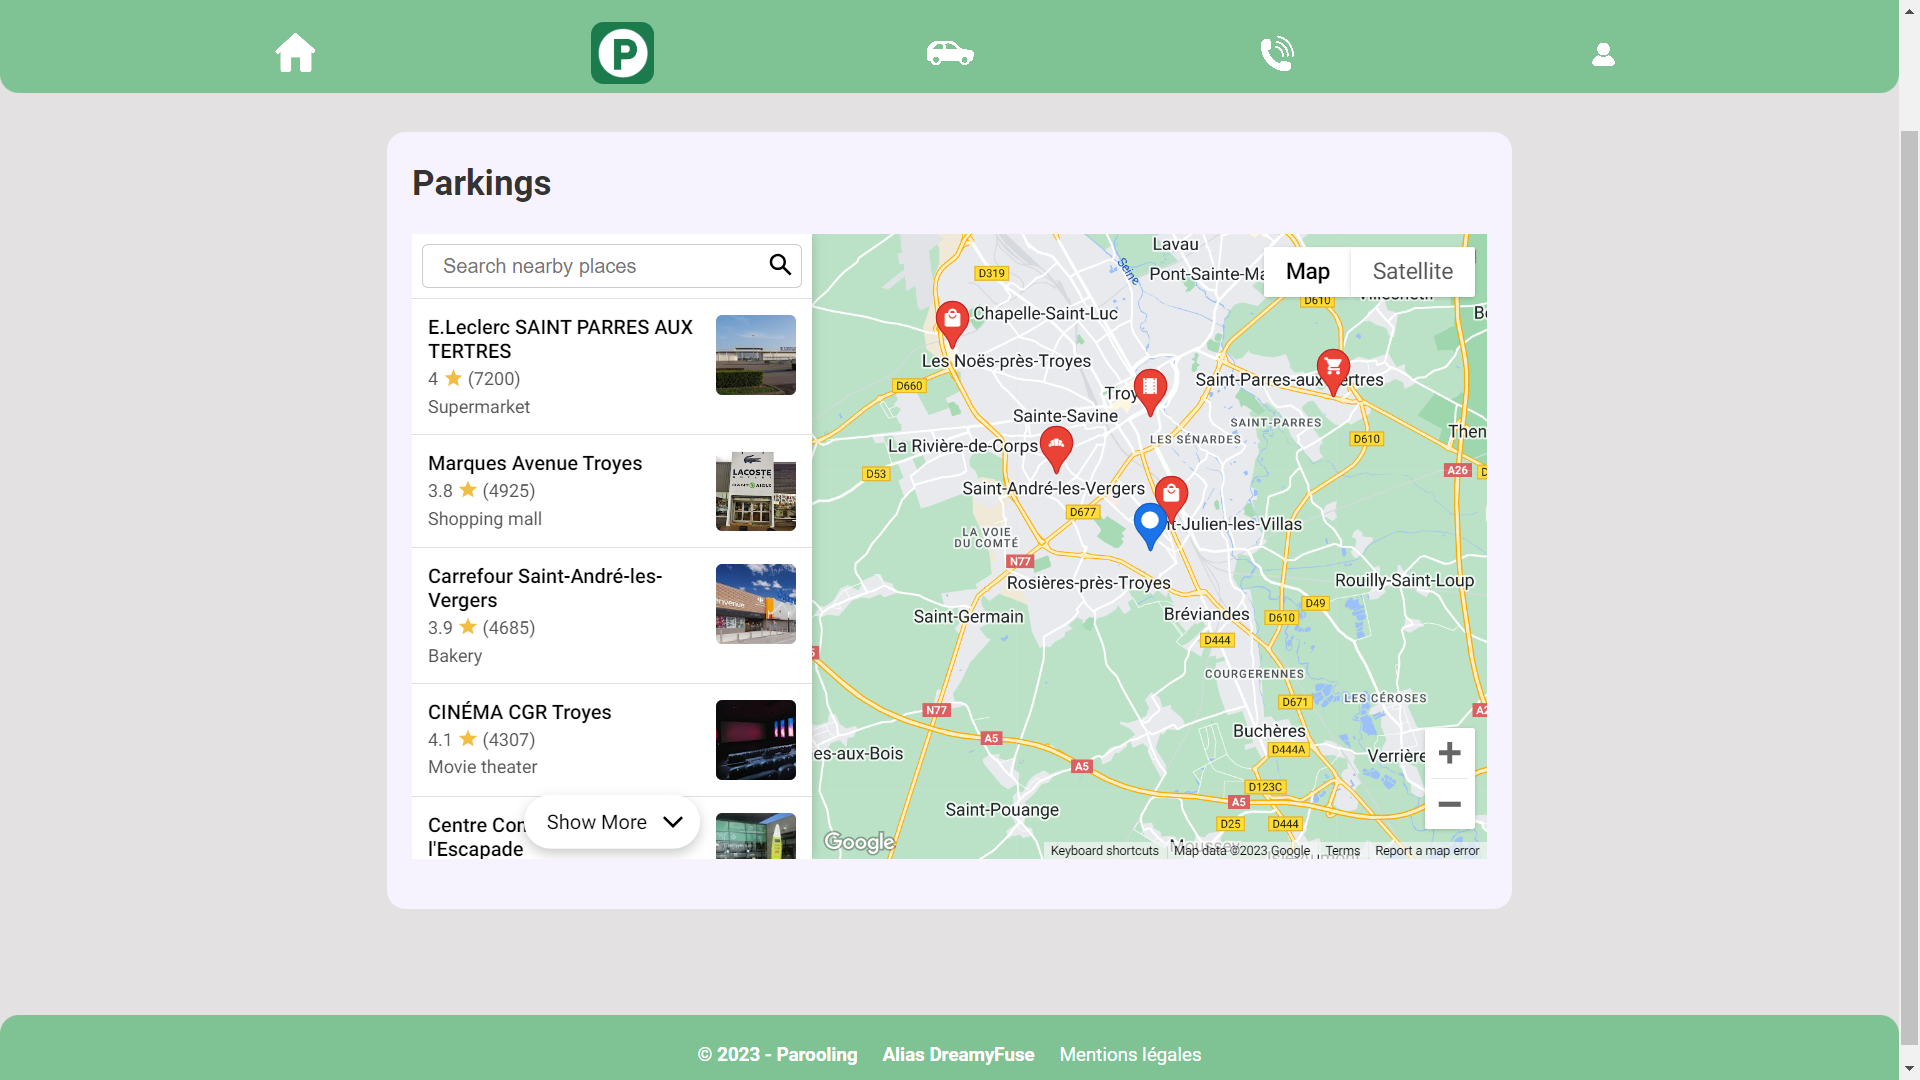 P
Parkings
Search nearby places
E.Leclerc SAINT PARRES AUX
TERTRES
4 ★ (7200)
Supermarket
Marques Avenue Troyes
3.8 ★ (4925)
Shopping mall
LACOSTE
Carrefour Saint-André-les-
Vergers
3.9 ★ (4685)
Bakery
CINÉMA CGR Troyes
4.1 ★ (4307)
Movie theater
Centre Con
l'Escapade
Show More
Map
Satellite
Lavau
Seine
Pont-Sainte-Ma
D319
D610
Chapelle-Saint-Luc
Les Noës-près-Troyes
D660
Troy
Saint-Parres-aux-Tertres
Sainte-Savine
SAINT-PARRES
LES SÉNARDES
D610
Then
La Rivière-de-Corps
D53
A26
D
Saint-André-les-Vergers
D677
nt-Julien-les-Villas
LA VOIE
DU COMTÉ
N77
Rosières-près-Troyes
Rouilly-Saint-Loup
D49
Saint-Germain
Bréviandes
D610
D444
COURGERENNES
LES CÉROSES
D671
N77
A5
Buchères
D444A
es-aux-Bois
Verrière
A5
D123C
Saint-Pouange
A5
D25
D444
Google
Keyboard shortcuts
Map data ©2023 Google
Terms
Report a map error
© 2023 - Parooling
Alias DreamyFuse
Mentions légales